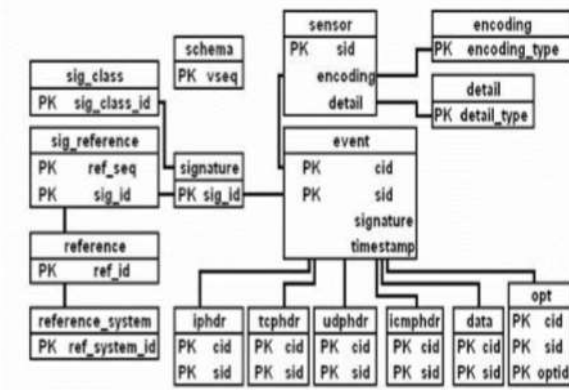 schema
PK vseq
sig_class
PK sig_class_id
sig_reference
PK ref_seq
PK sig_id
signature
PK sig_id
reference
PK ref_id
reference_system
PK ref_system_id
sensor
PK sid
encoding
detail
encoding
PK encoding_type
detail
PK detail_type
event
PK cid
PK sid
signature
timestamp
iphdr
PK cid
PK sid
tcphdr
PK cid
PK sid
udphdr
PK cid
PK sid
icmphdr
PK cid
PK sid
data
PK cid
PK sid
opt
PK cid
PK sid
PK optid